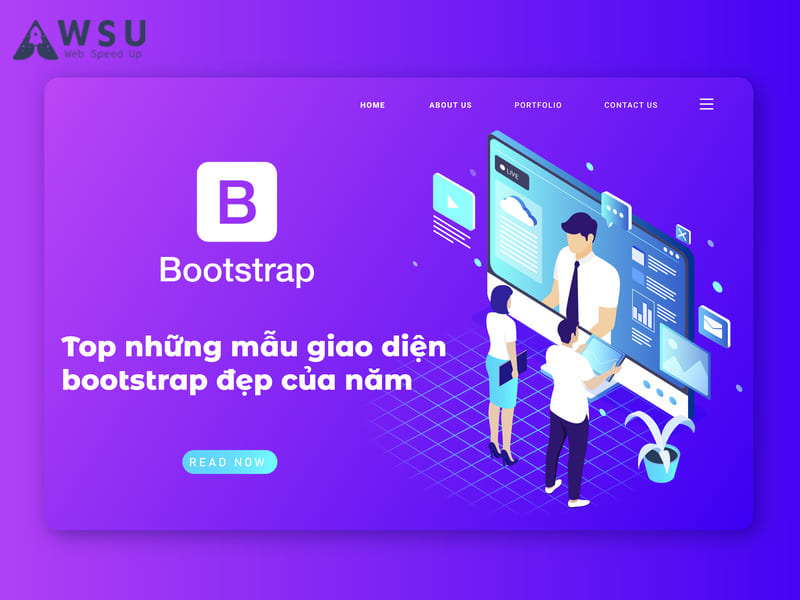 WSU
Web Speed Up
HOME ABOUT US PORTFOLIO CONTACT US
LIVE
B
Bootstrap
Top những mẫu giao diện
bootstrap đẹp của năm
READ NOW